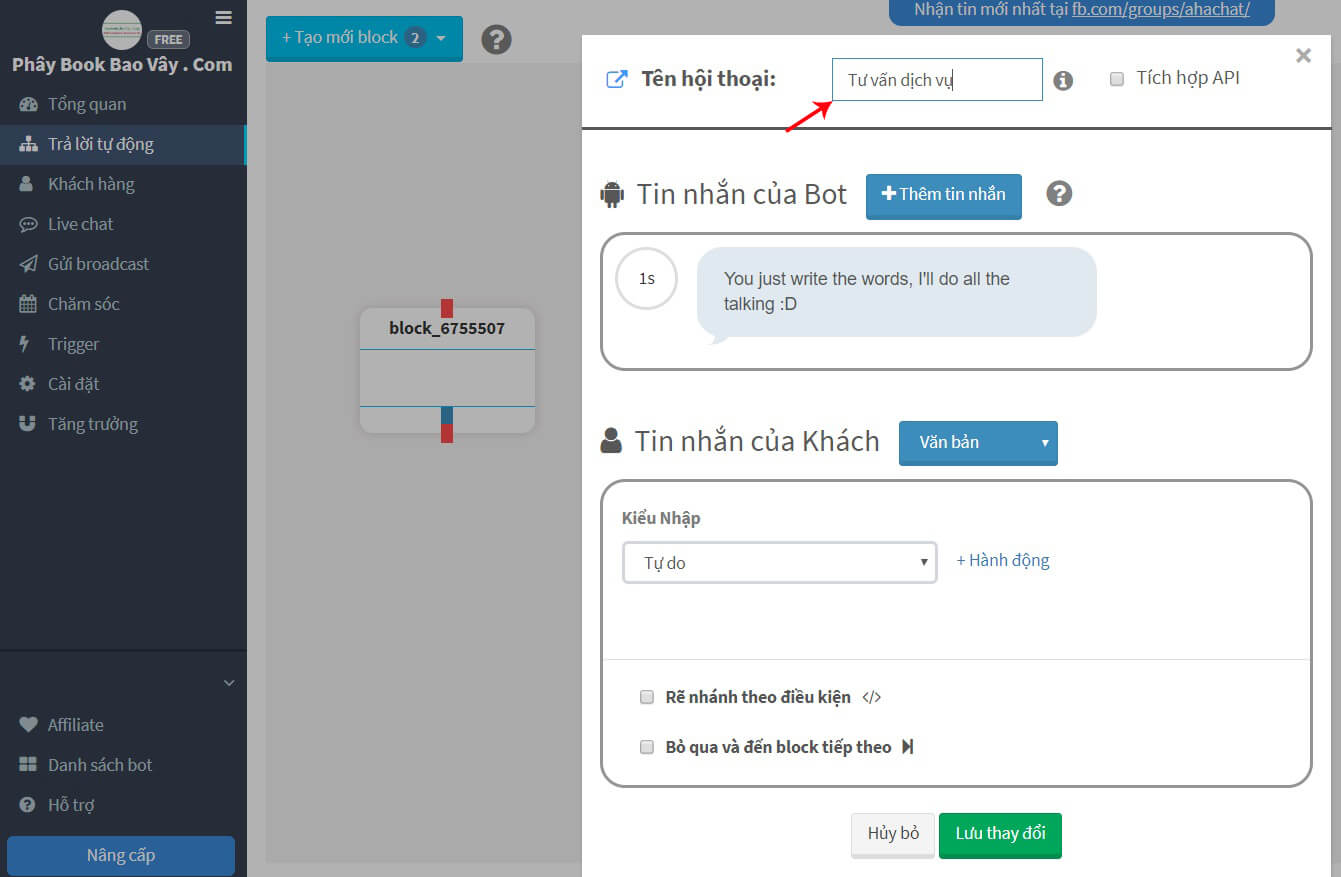 FREE
Phây Book Bao Vây . Com
Tổng quan
Trả lời tự động
Khách hàng
Live chat
Gửi broadcast
Chăm sóc
Trigger
Cài đặt
Tăng trưởng
Affiliate
Danh sách bot
Hỗ trợ
Nâng cấp
+ Tạo mới block 2
Nhận tin mới nhất tại fb.com/groups/ahachat/
block_6755507
Tên hội thoại: Tư vấn dịch vụ Tích hợp API
Tin nhắn của Bot Thêm tin nhắn
1s
You just write the words, I'll do all the
talking :D
Tin nhắn của Khách Văn bản
Kiểu Nhập
Tự do + Hành động
Rẽ nhánh theo điều kiện </>
Bỏ qua và đến block tiếp theo
Hủy bỏ Lưu thay đổi